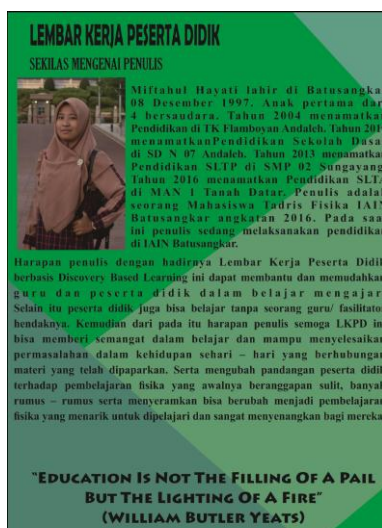 LEMBAR KERJA PESERTA DIDIK
SEKILAS MENGENAI PENULIS
Miftahul Hayati lahir di Batusangka
08 Desember 1997. Anak pertama dar
4 bersaudara. Tahun 2004 menamatka
Pendidikan di TK Flamboyan Andaleh. Tahun 201
menamatkanPendidikan Sekolah Dasa
di SD N 07 Andaleh. Tahun 2013 menamatka
Pendidikan SLTP di SMP 02 Sungayang
Tahun 2016 menamatkan Pendidikan SLTA
di MAN 1 Tanah Datar. Penulis adala
seorang Mahasiswa Tadris Fisika IAIN
Batusangkar angkatan 2016. Pada saa
ini penulis sedang melaksanakan pendidika
di IAIN Batusangkar.
Harapan penulis dengan hadirnya Lembar Kerja Peserta Didik
berbasis Discovery Based Learning ini dapat membantu dan memudahka
guru dan peserta didik dalam belajar mengajar
Selain itu peserta didik juga bisa belajar tanpa seorang guru/ fasilitato
hendaknya. Kemudian dari pada itu harapan penulis semoga LKPD in
bisa memberi semangat dalam belajar dan mampu menyelesaika
permasalahan dalam kehidupan sehari – hari yang berhubunga
materi yang telah dipaparkan. Serta mengubah pandangan peserta didi
terhadap pembelajaran fisika yang awalnya beranggapan sulit, banyal
rumus – rumus serta menyeramkan bisa berubah menjadi pembelajara
fisika yang menarik untuk dipelajari dan sangat menyenangkan bagi mereka
"EDUCATION IS NOT THE FILLING OF A PAIL
BUT THE LIGHTING OF A FIRE"
(WILLIAM BUTLER YEATS)